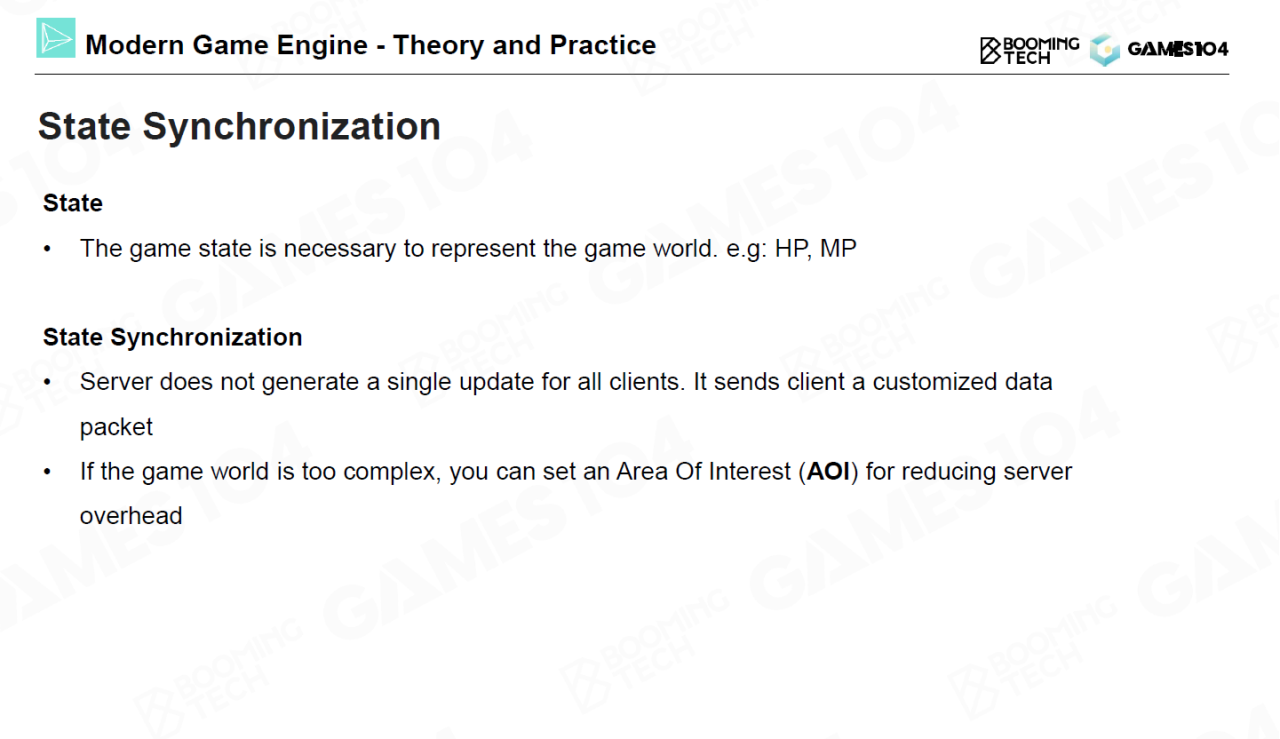 Modern Game Engine - Theory and Practice
BOOMING
TECH
GAMES104
State Synchronization
State
• The game state is necessary to represent the game world. e.g: HP, MP
State Synchronization
• Server does not generate a single update for all clients. It sends client a customized data
packet
• If the game world is too complex, you can set an Area Of Interest (AOI) for reducing server
overhead